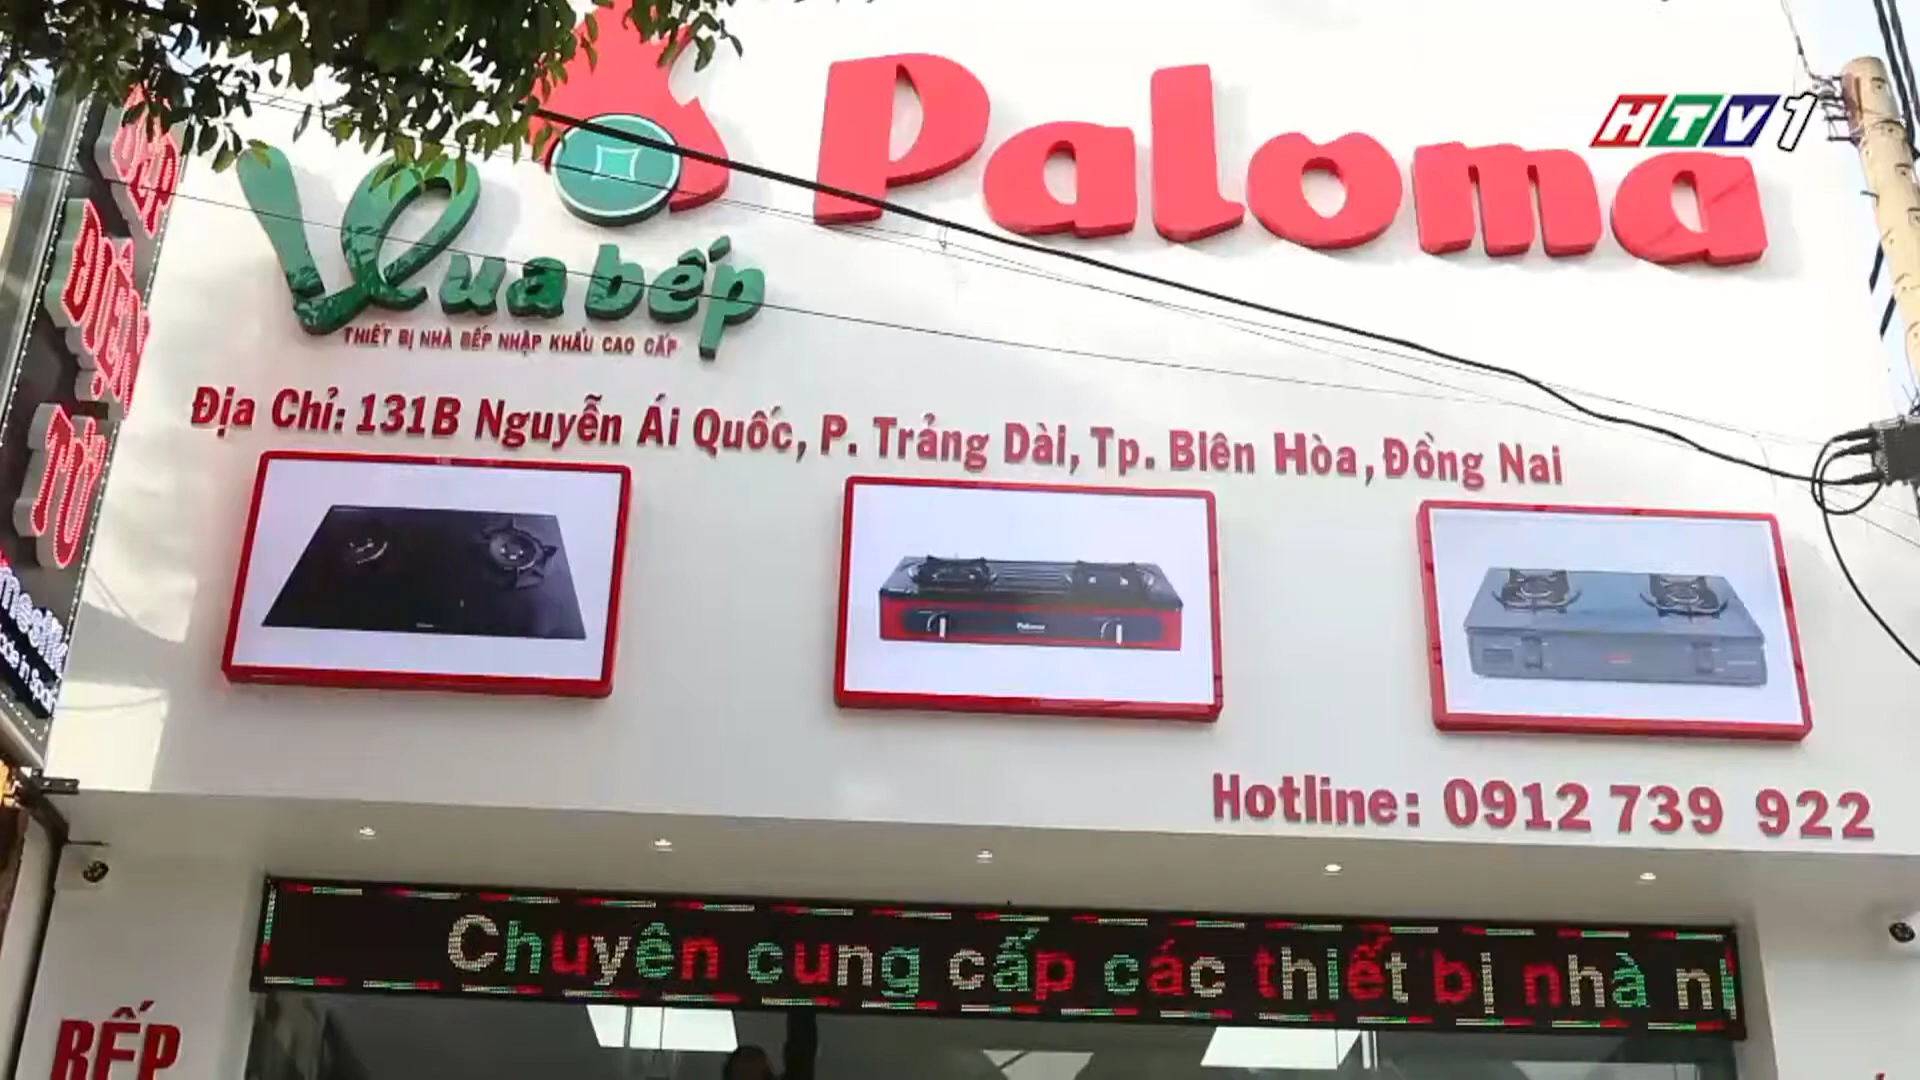 Paloma
HTV1
Vua bếp
THIẾT BỊ NHÀ BẾP NHẬP KHẨU CAO CẤP
Địa Chỉ: 131B Nguyễn Ái Quốc, P. Trảng Dài, Tp. Biên Hòa, Đồng Nai
BẾP
ĐIỆN
TỪ
Paloma
Hotline: 0912 739 922
Chuyên cung cấp các thiết bị nhà
BẾP